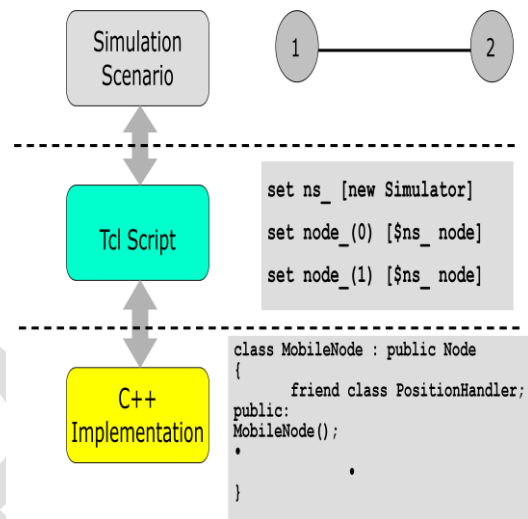 Simulation
Scenario
1
2
Tcl Script
set ns_ [new Simulator]
set node_(0) [$ns_ node]
set node_(1) [$ns_ node]
C++
Implementation
class MobileNode : public Node
{
friend class PositionHandler;
public:
MobileNode();
•
•
}